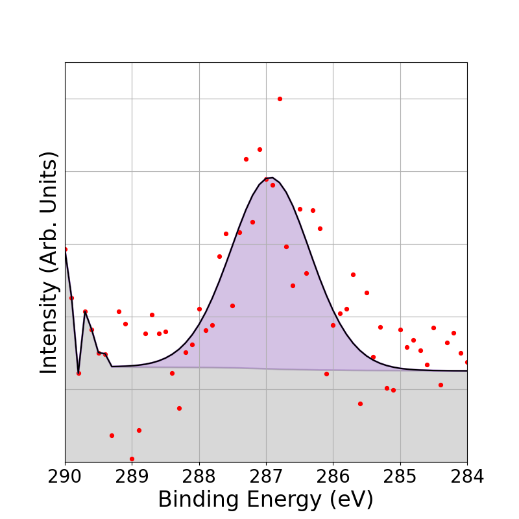 Intensity (Arb. Units)
290 289 288 287 286 285 284
Binding Energy (eV)